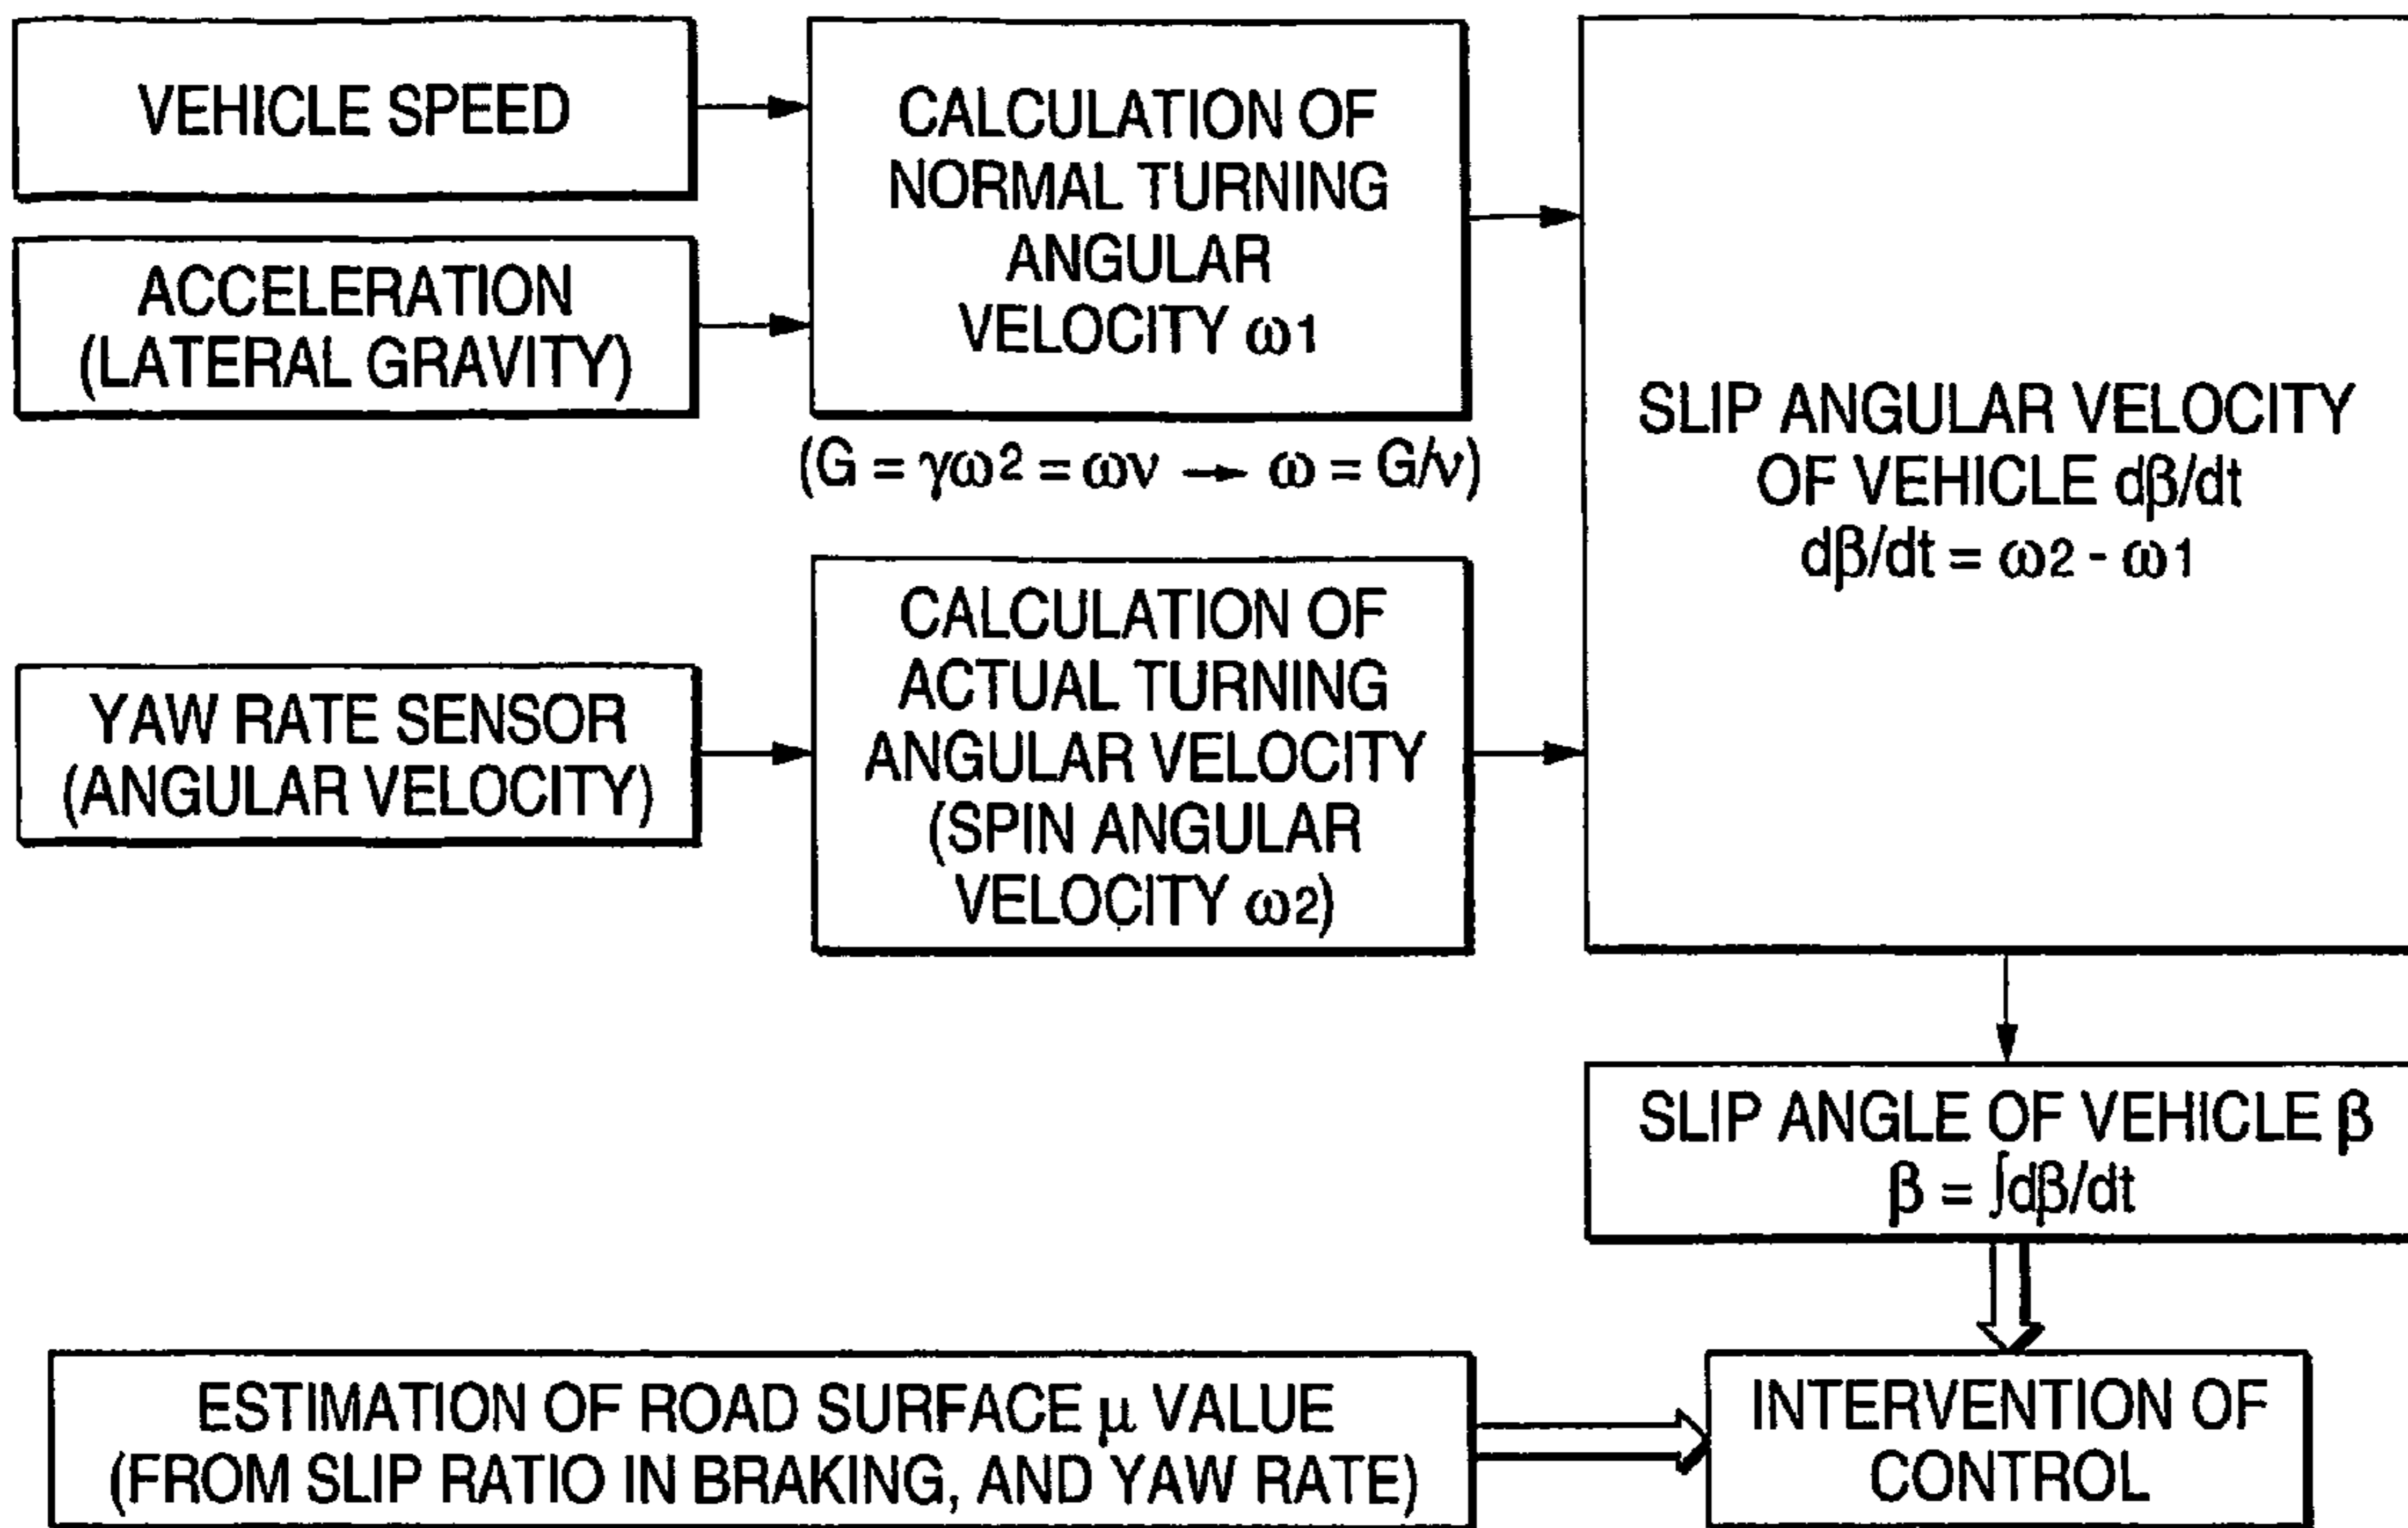 VEHICLE SPEED
ACCELERATION
(LATERAL GRAVITY)
CALCULATION OF
NORMAL TURNING
ANGULAR
VELOCITY ω1
(G = γω2 = ων → ω = G/ν)
YAW RATE SENSOR
(ANGULAR VELOCITY)
CALCULATION OF
ACTUAL TURNING
ANGULAR VELOCITY
(SPIN ANGULAR
VELOCITY ω2)
SLIP ANGULAR VELOCITY
OF VEHICLE dβ/dt
dβ/dt = ω2 - ω1
SLIP ANGLE OF VEHICLE β
β = ∫dβ/dt
ESTIMATION OF ROAD SURFACE μ VALUE
(FROM SLIP RATIO IN BRAKING, AND YAW RATE)
INTERVENTION OF
CONTROL